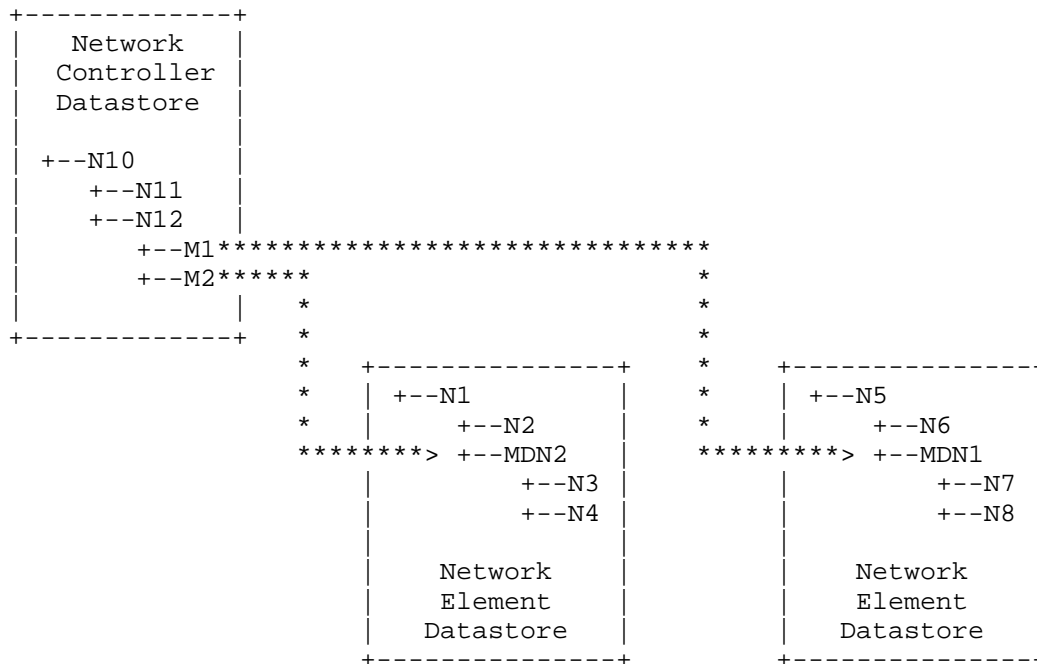 +-------------+
|   Network   |
|  Controller |
|  Datastore  |
|             |
| +--N10      |
|    +--N11   |
|    +--N12   |
|       +--M1*******************************
|       +--M2******                        *
|             |   *                        *
+-------------+   *                        *
                  *   +---------------+    *    +----------------
                  *   | +--N1         |    *    | +--N5
                  *   |     +--N2     |    *    |     +--N6
                  ********> +--MDN2   |    *********> +--MDN1
                      |         +--N3 |         |         +--N7
                      |         +--N4 |         |         +--N8
                      |               |         |
                      |    Network    |         |    Network
                      |    Element    |         |    Element
                      |   Datastore   |         |   Datastore
                      +---------------+         +----------------